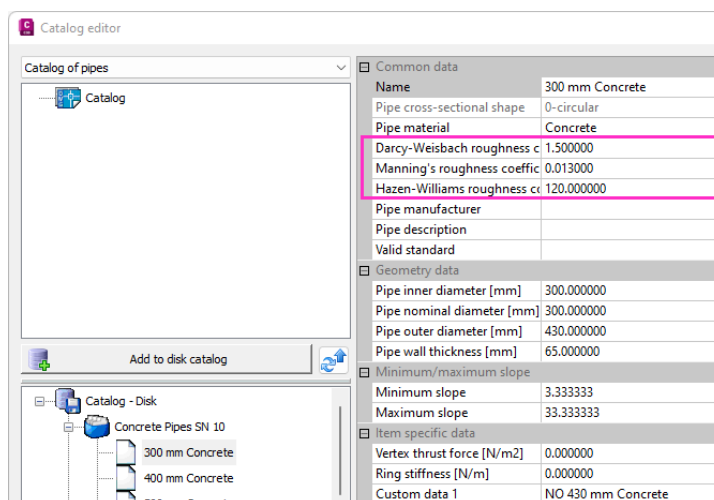 Catalog editor
Catalog of pipes
Catalog
Add to disk catalog
Catalog - Disk
Concrete Pipes SN 10
300 mm Concrete
400 mm Concrete
Common data
Name 300 mm Concrete
Pipe cross-sectional shape 0-circular
Pipe material Concrete
Darcy-Weisbach roughness c 1.500000
Manning's roughness coeffic 0.013000
Hazen-Williams roughness co 120.000000
Pipe manufacturer
Pipe description
Valid standard
Geometry data
Pipe inner diameter [mm] 300.000000
Pipe nominal diameter [mm] 300.000000
Pipe outer diameter [mm] 430.000000
Pipe wall thickness [mm] 65.000000
Minimum/maximum slope
Minimum slope 3.333333
Maximum slope 33.333333
Item specific data
Vertex thrust force [N/m2] 0.000000
Ring stiffness [N/m] 0.000000
Custom data 1 NO 430 mm Concrete